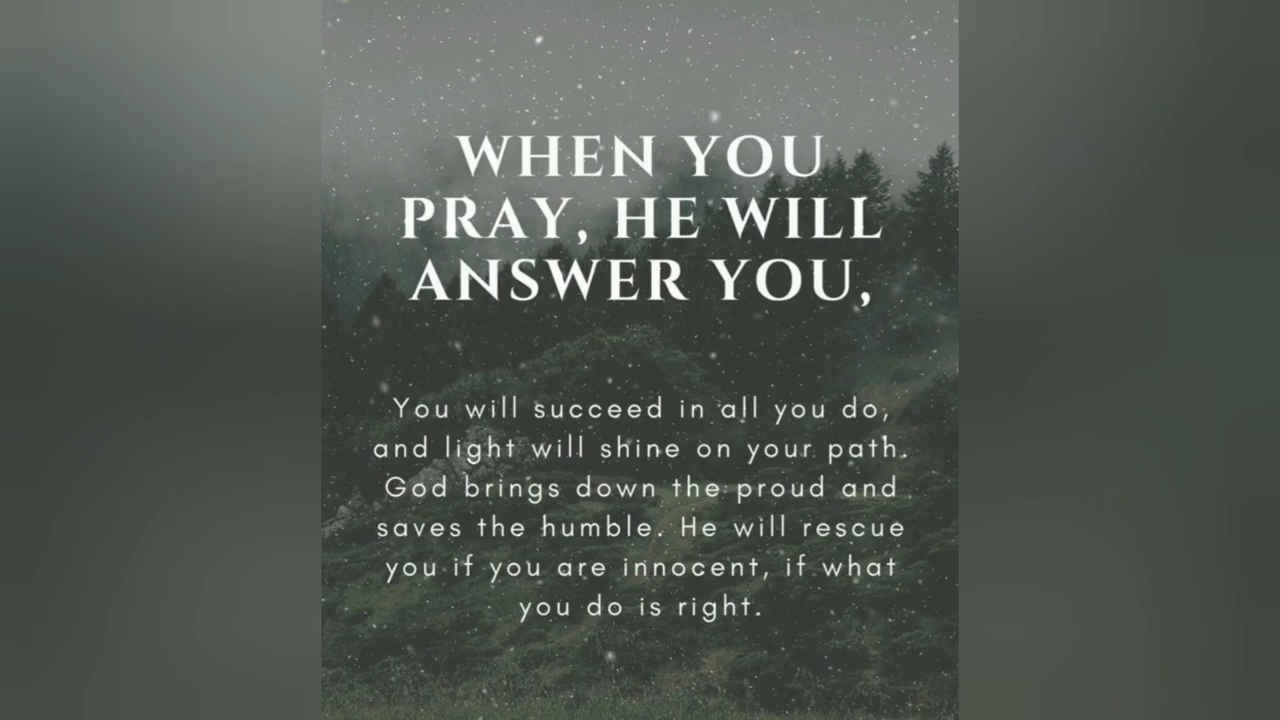 WHEN YOU
PRAY, HE WILL
ANSWER YOU,
You will succeed in all you do,
and light will shine on your path.
God brings down the proud and
saves the humble. He will rescue
you if you are innocent, if what
you do is right.